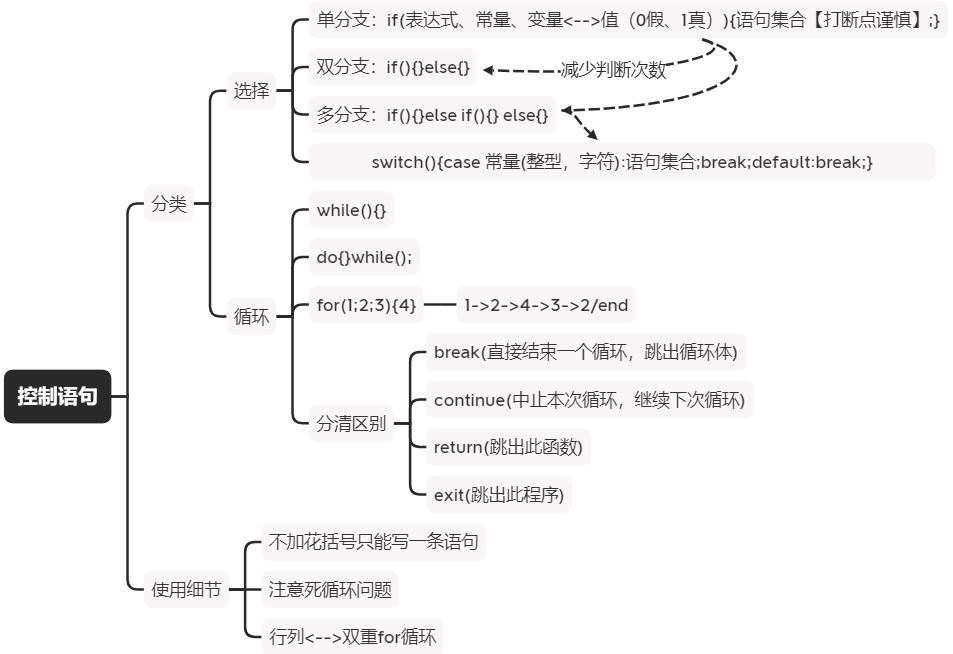 单分支：if(表达式、常量、变量<-->值（0假、1真）){语句集合【打断点谨慎】;}
双分支：if(){}else{}
减少判断次数
选择
多分支：if(){}else if(){} else{}
switch(){case 常量(整型，字符):语句集合;break;default:break;}
分类
while(){}
do{}while();
循环
for(1;2;3){4}
1->2->4->3->2/end
控制语句
分清区别
break(直接结束一个循环，跳出循环体)
continue(中止本次循环，继续下次循环)
return(跳出此函数)
exit(跳出此程序)
使用细节
不加花括号只能写一条语句
注意死循环问题
行列<-->双重for循环